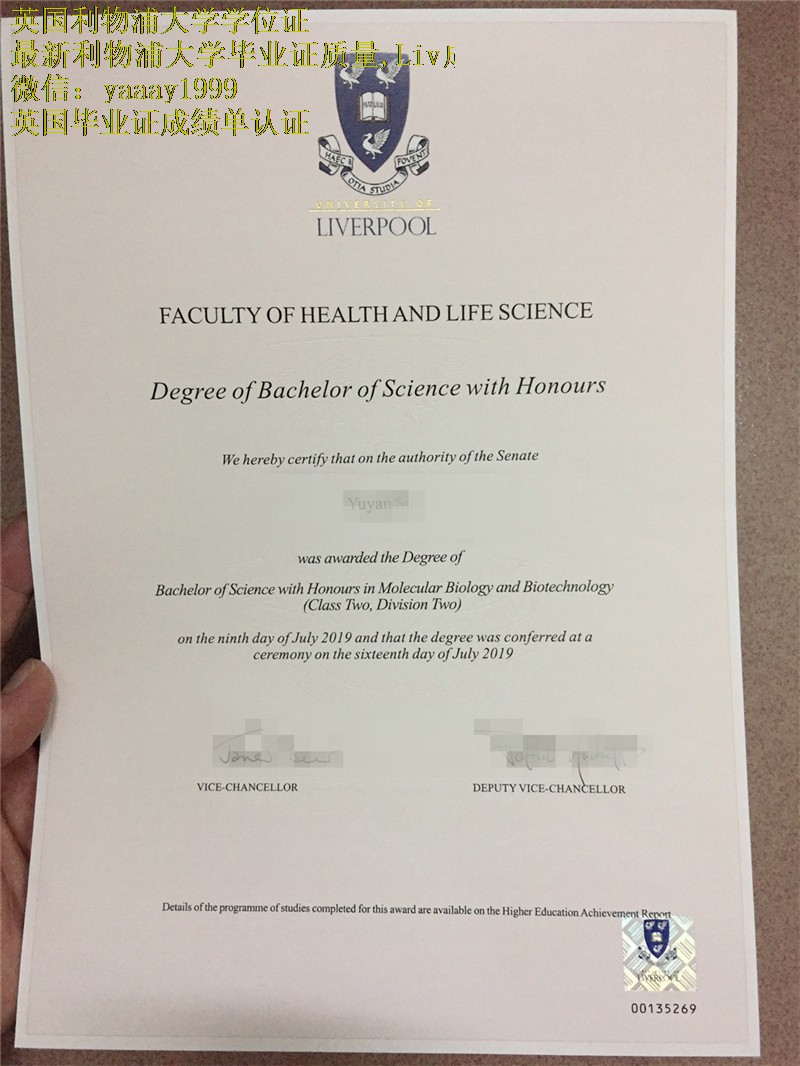 英国利物浦大学学位证
最新利物浦大学毕业证质量,Liv
微信: yaaay1999
英国毕业证成绩单认证
HAEC OTIA STUDIA FOVENT
UNIVERSITY OF
LIVERPOOL
FACULTY OF HEALTH AND LIFE SCIENCE
Degree of Bachelor of Science with Honours
We hereby certify that on the authority of the Senate
Yuyan
was awarded the Degree of
Bachelor of Science with Honours in Molecular Biology and Biotechnology
(Class Two, Division Two)
on the ninth day of July 2019 and that the degree was conferred at a
ceremony on the sixteenth day of July 2019
VICE-CHANCELLOR
DEPUTY VICE-CHANCELLOR
Details of the programme of studies completed for this award are available on the Higher Education Achievement Report
LIVERPOOL
00135269